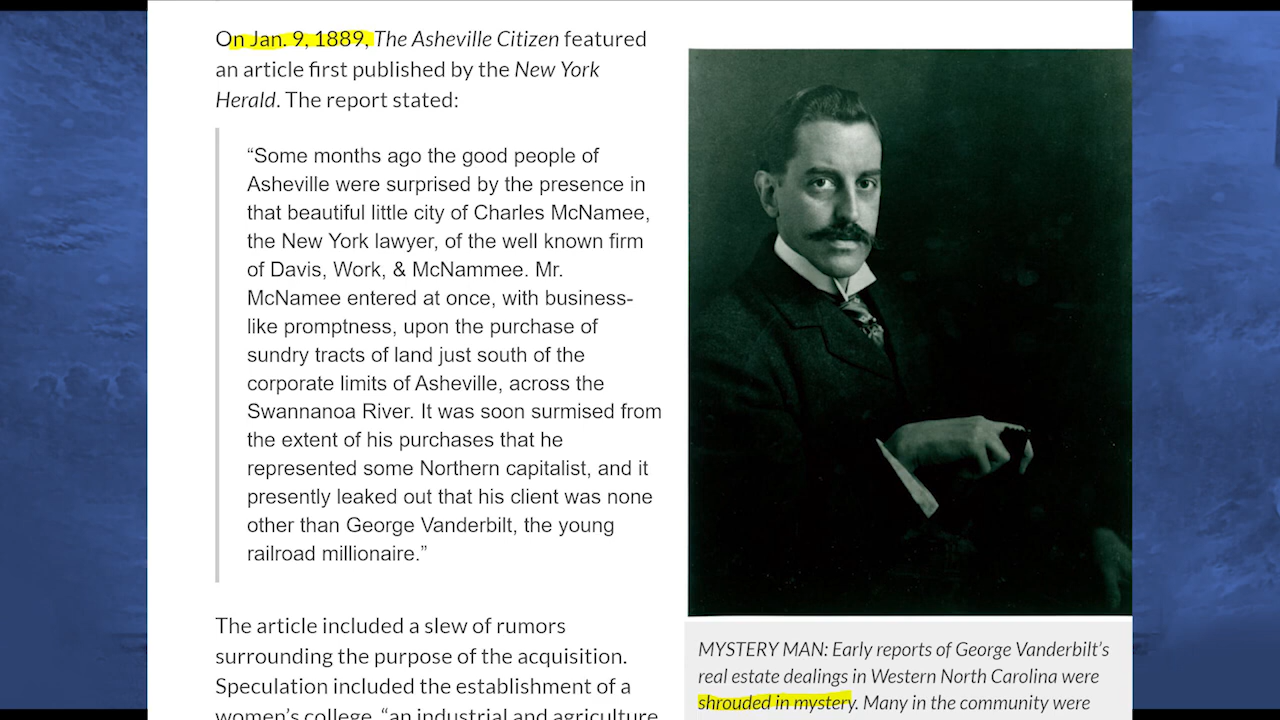 On Jan. 9, 1889, The Asheville Citizen featured
an article first published by the New York
Herald. The report stated:
“Some months ago the good people of
Asheville were surprised by the presence in
that beautiful little city of Charles McNamee,
the New York lawyer, of the well known firm
of Davis, Work, & McNammee. Mr.
McNamee entered at once, with business-
like promptness, upon the purchase of
sundry tracts of land just south of the
corporate limits of Asheville, across the
Swannanoa River. It was soon surmised from
the extent of his purchases that he
represented some Northern capitalist, and it
presently leaked out that his client was none
other than George Vanderbilt, the young
railroad millionaire.”
The article included a slew of rumors
surrounding the purpose of the acquisition.
Speculation included the establishment of a
women’s college, “an industrial and agriculture
MYSTERY MAN: Early reports of George Vanderbilt’s
real estate dealings in Western North Carolina were
shrouded in mystery. Many in the community were